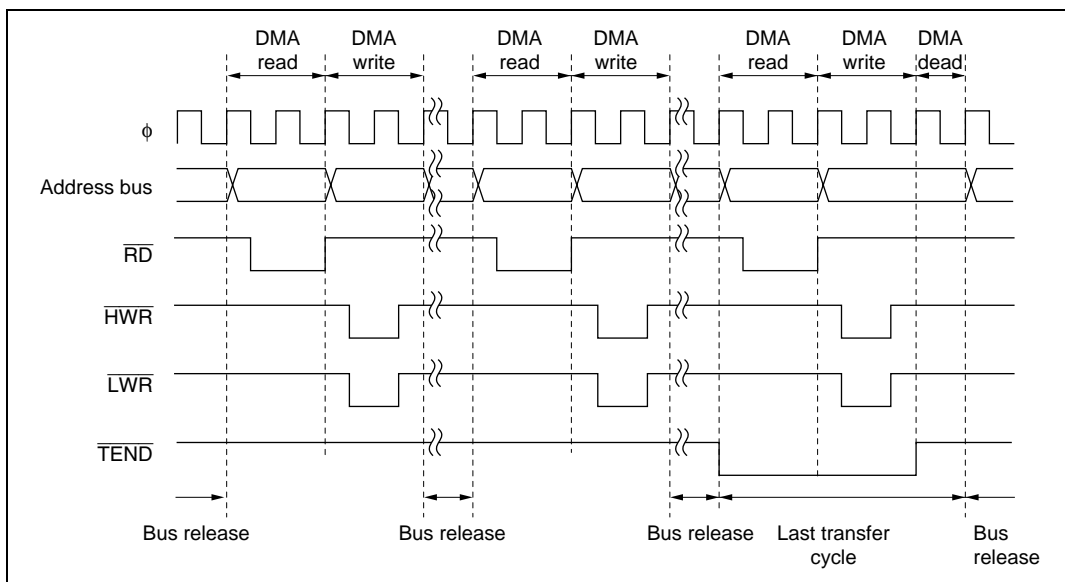 DMA read
DMA write
DMA read
DMA write
DMA read
DMA write
DMA dead
ϕ
Address bus
RD
HWR
LWR
TEND
Bus release
Bus release
Bus release
Last transfer cycle
Bus release